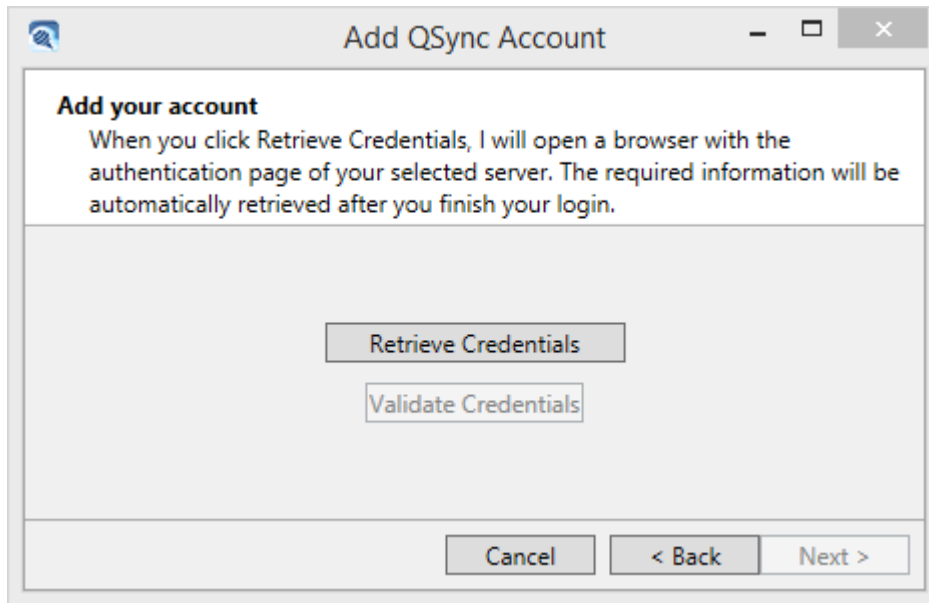 Add QSync Account
Add your account
When you click Retrieve Credentials, I will open a browser with the
authentication page of your selected server. The required information will be
automatically retrieved after you finish your login.
Retrieve Credentials
Validate Credentials
Cancel
< Back
Next >